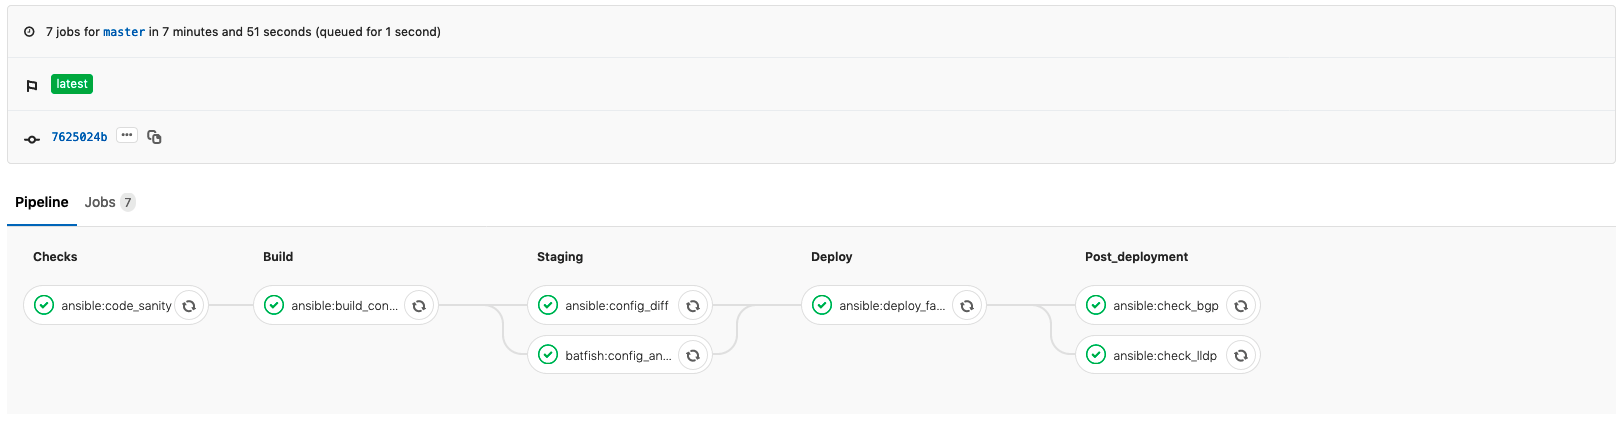 7 jobs for master in 7 minutes and 51 seconds (queued for 1 second)
latest
7625024b ...
Pipeline Jobs 7
Checks Build Staging Deploy Post_deployment
ansible:code_sanity ansible:build_con... ansible:config_diff ansible:deploy_fa... ansible:check_bgp
batfish:config_an... ansible:check_lldp